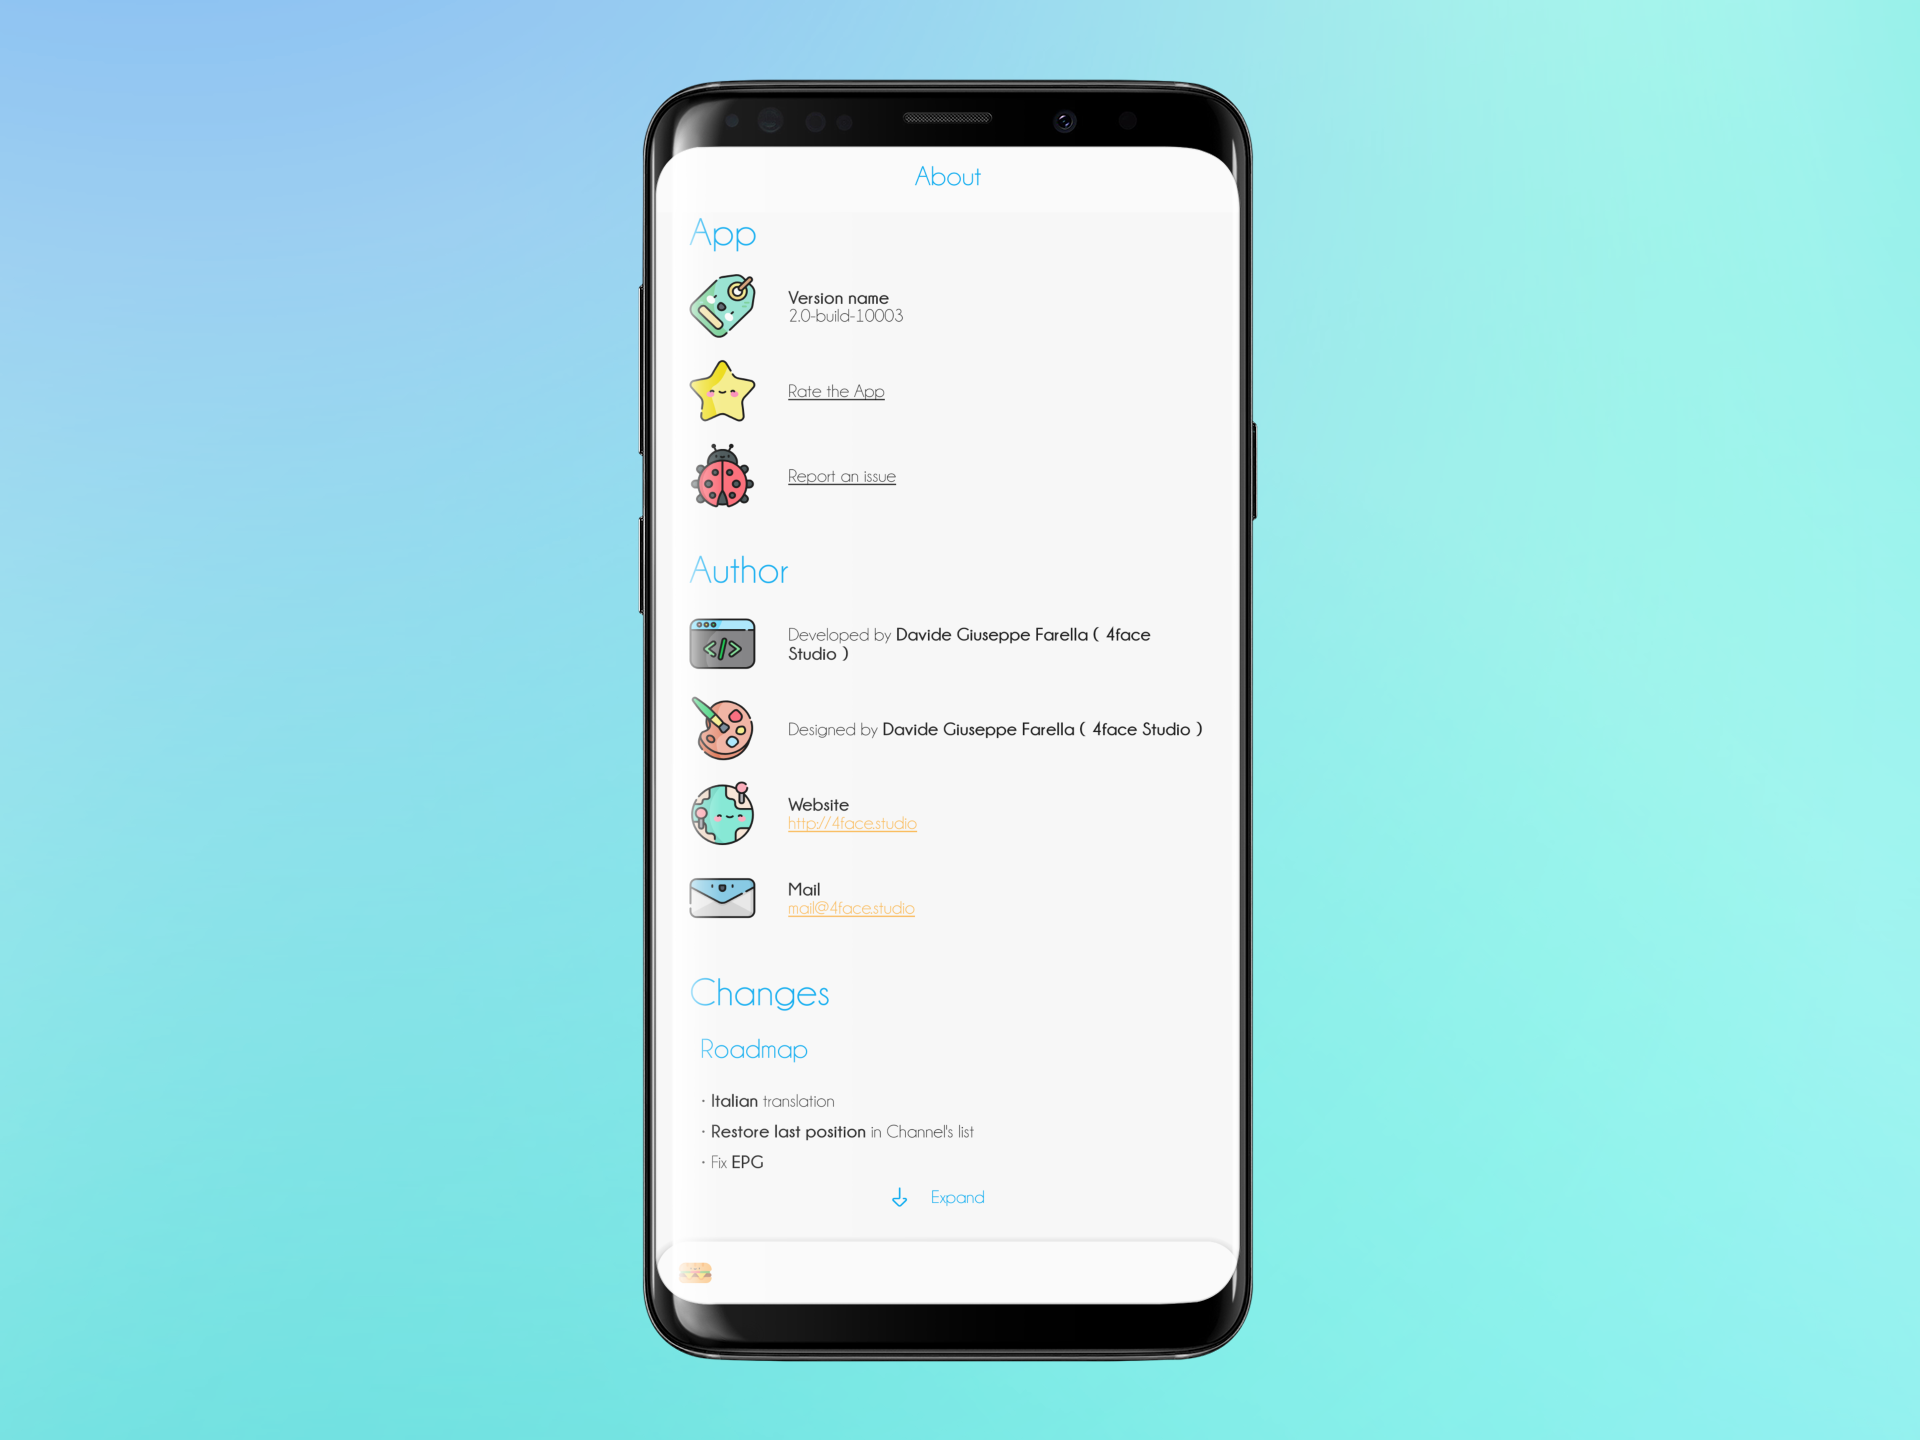 About
App
Version name
2.0-build-10003
Rate the App
Report an issue
Author
</>
Developed by Davide Giuseppe Farella ( 4face
Studio )
Designed by Davide Giuseppe Farella ( 4face Studio )
Website
http://4face.studio
Mail
mail@4face.studio
Changes
Roadmap
· Italian translation
· Restore last position in Channel's list
· Fix EPG
Expand